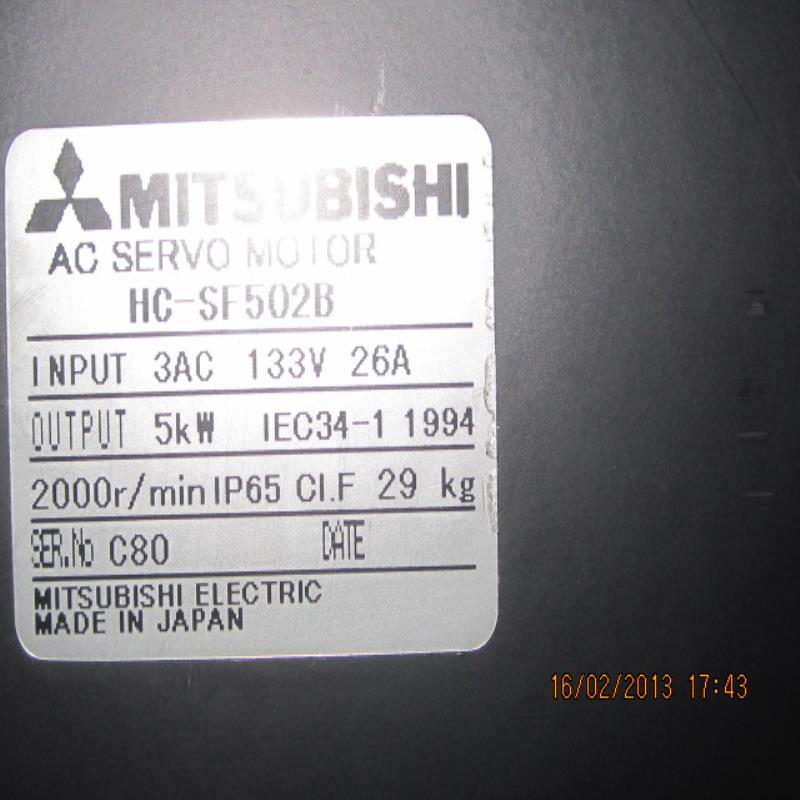 MITSUBISHI
AC SERVO MOTOR
HC-SF502B
INPUT 3AC 133V 26A
OUTPUT 5kW IEC34-1 1994
2000r/min IP65 CI.F 29 kg
SER.No C80 DATE
MITSUBISHI ELECTRIC
MADE IN JAPAN
16/02/2013 17:43